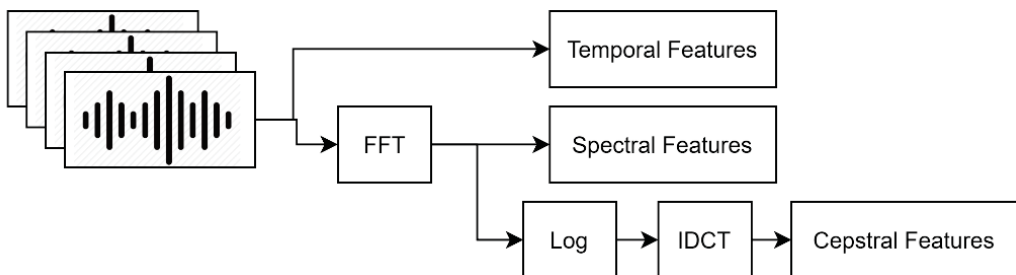 Temporal Features
FFT
Spectral Features
Log
IDCT
Cepstral Features